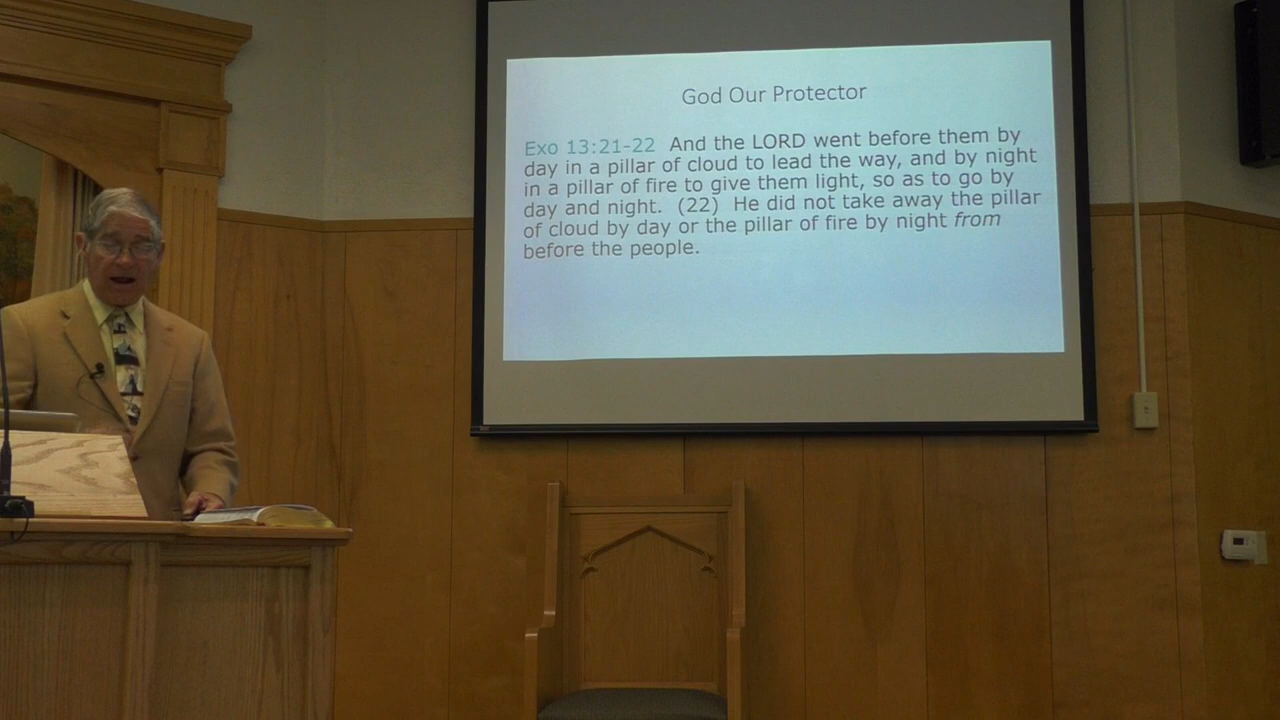 God Our Protector
Exo 13:21-22 And the LORD went before them by
day in a pillar of cloud to lead the way, and by night
in a pillar of fire to give them light, so as to go by
day and night. (22) He did not take away the pillar
of cloud by day or the pillar of fire by night from
before the people.